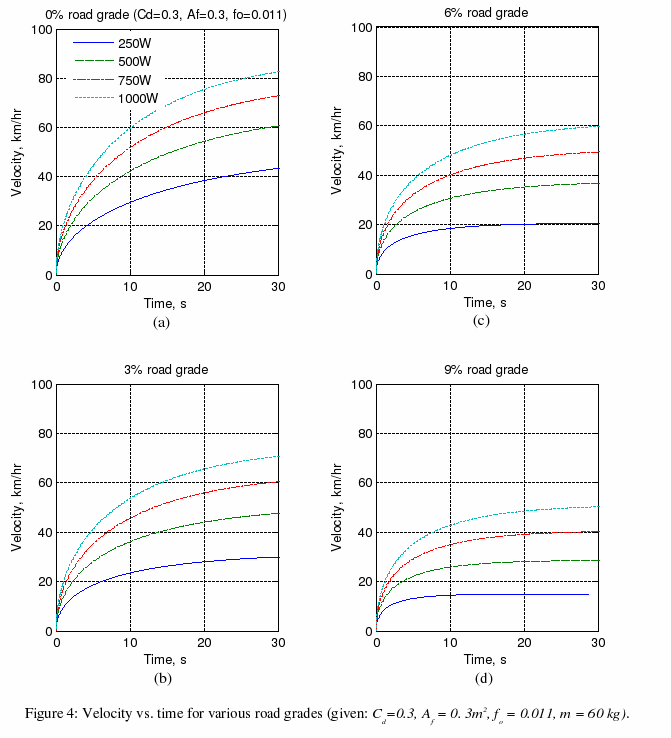 0% road grade (Cd=0.3, Af=0.3, fo=0.011)
100
80
60
40
20
0
Velocity, km/hr
250W
500W
750W
1000W
0 10 20 30
Time, s
(a)
6% road grade
100
80
60
40
20
0
Velocity, km/hr
0 10 20 30
Time, s
(c)
3% road grade
100
80
60
40
20
0
Velocity, km/hr
0 10 20 30
Time, s
(b)
9% road grade
100
80
60
40
20
0
Velocity, km/hr
0 10 20 30
Time, s
(d)
Figure 4: Velocity vs. time for various road grades (given: C_d=0.3, A_f = 0. 3m², f_o = 0.011, m = 60 kg).